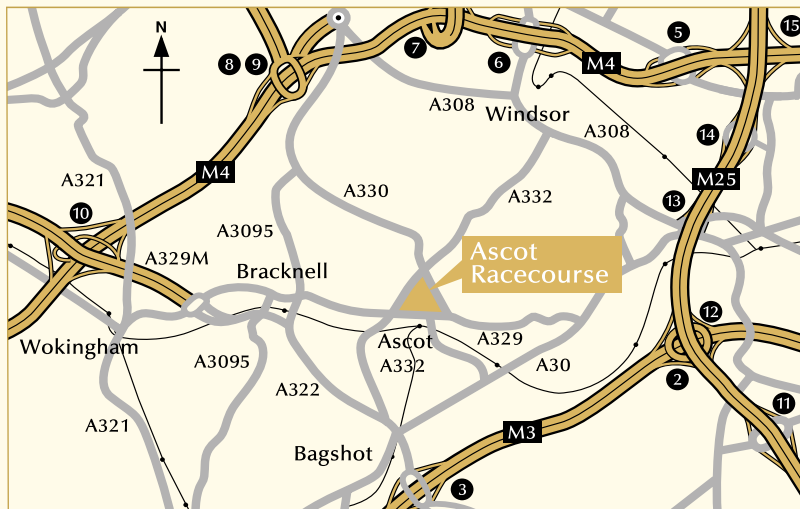 N
8 9
7
6
5
15
M4
A308
Windsor
A308
14
M4
A321
A330
A332
M25
13
10
A3095
A329M
Bracknell
Ascot
Racecourse
12
Wokingham
A3095
Ascot
A332
A329
A30
A322
2
11
A321
M3
Bagshot
3